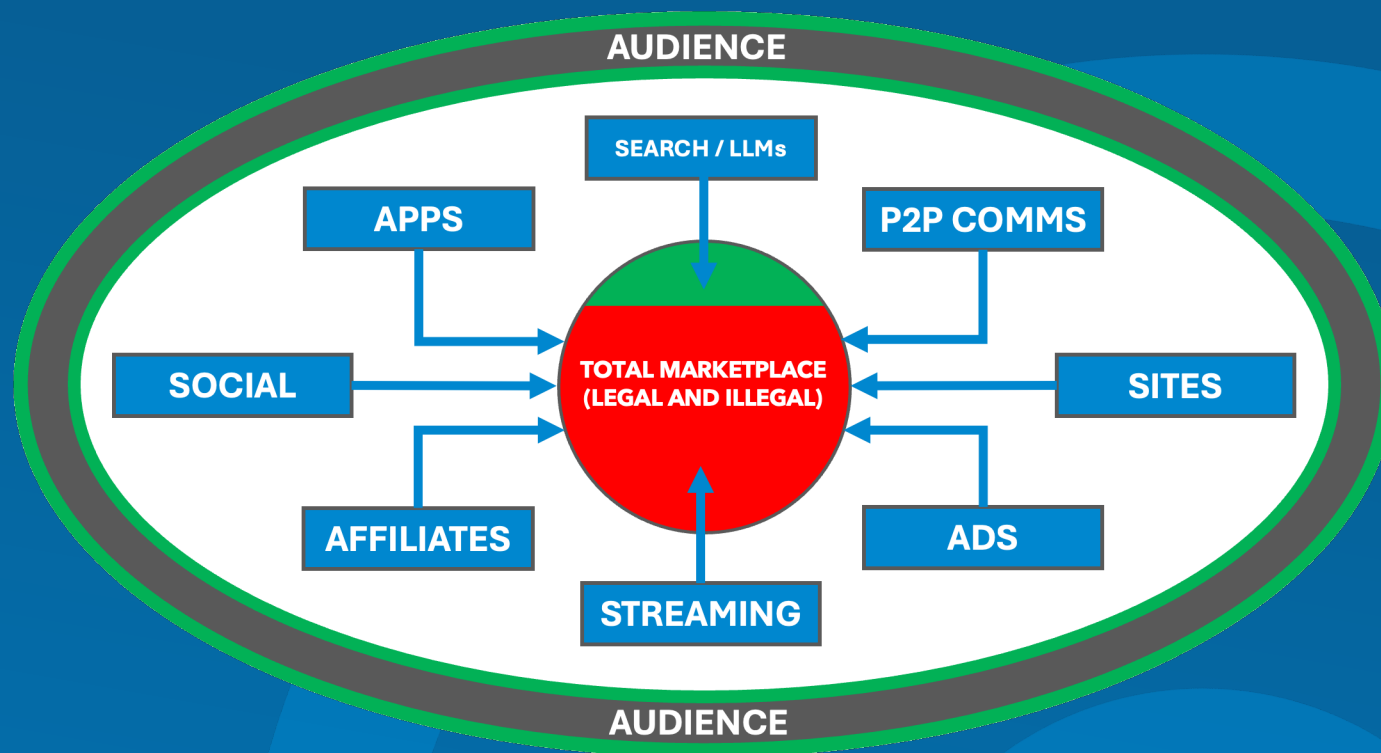 AUDIENCE
SEARCH / LLMs
APPS
P2P COMMS
TOTAL MARKETPLACE
(LEGAL AND ILLEGAL)
SOCIAL
SITES
AFFILIATES
ADS
STREAMING
AUDIENCE